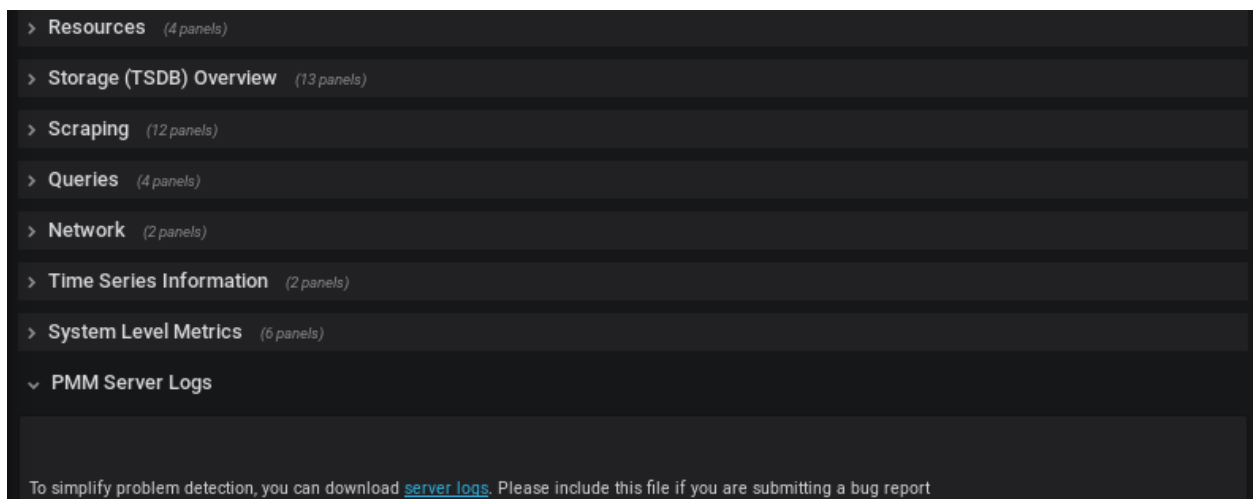 Resources (4 panels)
Storage (TSDB) Overview (13 panels)
Scraping (12 panels)
Queries (4 panels)
Network (2 panels)
Time Series Information (2 panels)
System Level Metrics (6 panels)
PMM Server Logs
To simplify problem detection, you can download server logs. Please include this file if you are submitting a bug report